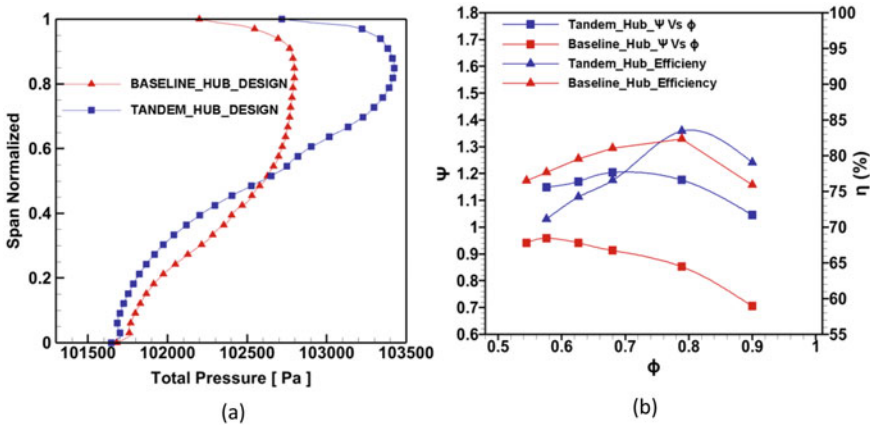 1
0.8
0.6
0.4
0.2
0
Span Normalized
BASELINE_HUB_DESIGN
TANDEM_HUB_DESIGN
101500 102000 102500 103000 103500
Total Pressure [ Pa ]
(a)
1.8
1.7
1.6
1.5
1.4
1.3
1.2
1.1
1
0.9
0.8
0.7
0.6
Ψ
Tandem_Hub_Ψ Vs ϕ
Baseline_Hub_Ψ Vs ϕ
Tandem_Hub_Efficieny
Baseline_Hub_Efficiency
100
95
90
85
80
75
70
65
60
55
η (%)
0.5 0.6 0.7 0.8 0.9 1
ϕ
(b)